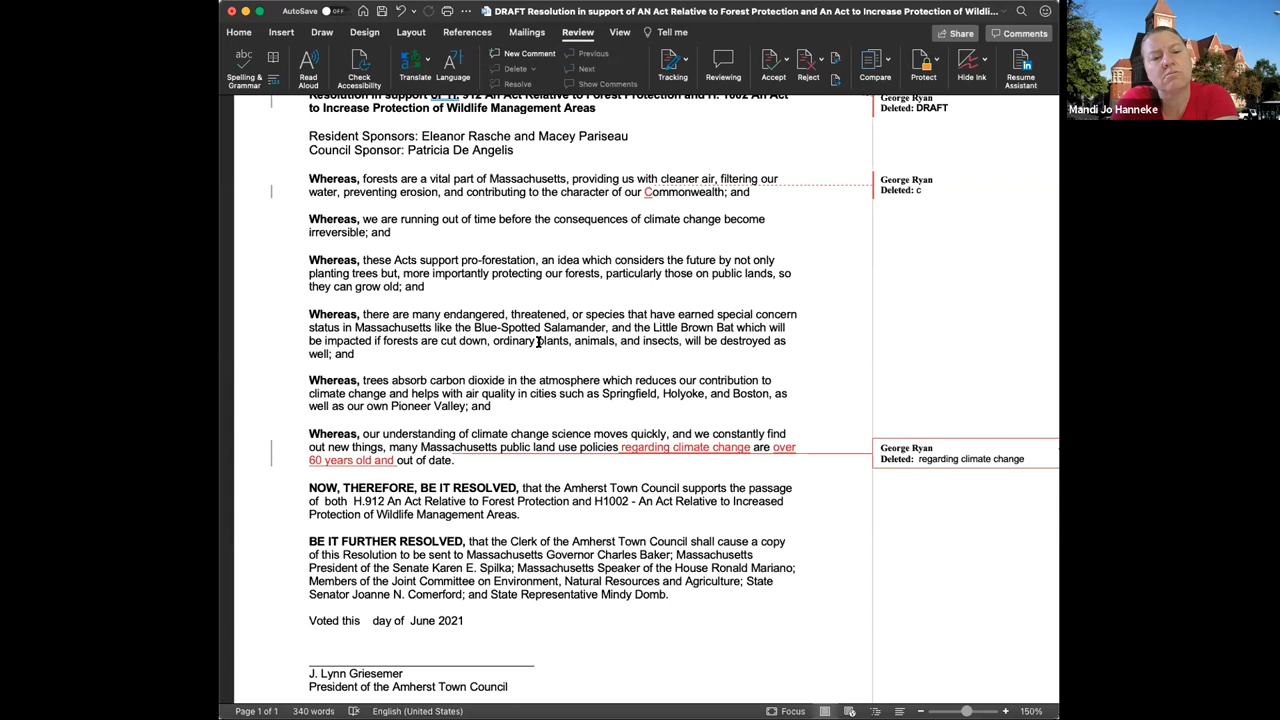 AutoSave OFF
DRAFT Resolution in support of AN Act Relative to Forest Protection and An Act to Increase Protection of Wildli...
Home Insert Draw Design Layout References Mailings Review View Tell me Share Comments
abc
Spelling & Grammar
Read Aloud
Check Accessibility
Translate
Language
New Comment
Delete
Resolve
Previous
Next
Show Comments
Tracking
Reviewing
Accept
Reject
Compare
Protect
Hide Ink
Resume Assistant
Mandi Jo Hanneke
Resolution in support of H. 912 An Act Relative to Forest Protection and H. 1002 An Act
to Increase Protection of Wildlife Management Areas
George Ryan
Deleted: DRAFT
Resident Sponsors: Eleanor Rasche and Macey Pariseau
Council Sponsor: Patricia De Angelis
Whereas, forests are a vital part of Massachusetts, providing us with cleaner air, filtering our
water, preventing erosion, and contributing to the character of our Commonwealth; and
George Ryan
Deleted: c
Whereas, we are running out of time before the consequences of climate change become
irreversible; and
Whereas, these Acts support pro-forestation, an idea which considers the future by not only
planting trees but, more importantly protecting our forests, particularly those on public lands, so
they can grow old; and
Whereas, there are many endangered, threatened, or species that have earned special concern
status in Massachusetts like the Blue-Spotted Salamander, and the Little Brown Bat which will
be impacted if forests are cut down, ordinary plants, animals, and insects, will be destroyed as
well; and
Whereas, trees absorb carbon dioxide in the atmosphere which reduces our contribution to
climate change and helps with air quality in cities such as Springfield, Holyoke, and Boston, as
well as our own Pioneer Valley; and
Whereas, our understanding of climate change science moves quickly, and we constantly find
out new things, many Massachusetts public land use policies regarding climate change are over
60 years old and out of date.
George Ryan
Deleted: regarding climate change
NOW, THEREFORE, BE IT RESOLVED, that the Amherst Town Council supports the passage
of both H.912 An Act Relative to Forest Protection and H1002 - An Act Relative to Increased
Protection of Wildlife Management Areas.
BE IT FURTHER RESOLVED, that the Clerk of the Amherst Town Council shall cause a copy
of this Resolution to be sent to Massachusetts Governor Charles Baker; Massachusetts
President of the Senate Karen E. Spilka; Massachusetts Speaker of the House Ronald Mariano;
Members of the Joint Committee on Environment, Natural Resources and Agriculture; State
Senator Joanne N. Comerford; and State Representative Mindy Domb.
Voted this day of June 2021
J. Lynn Griesemer
President of the Amherst Town Council
Page 1 of 1 340 words English (United States) Focus 150%